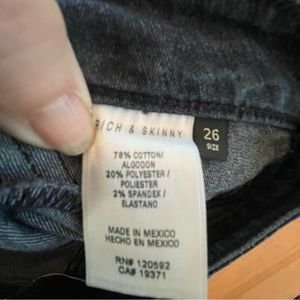 RICH & SKINNY
26
SIZE
78% COTTON/
ALGODON
20% POLYESTER /
POLIESTER
2% SPANDEX /
ELASTANO
MADE IN MEXICO
HECHO EN MEXICO
RN# 120592
CA# 19371